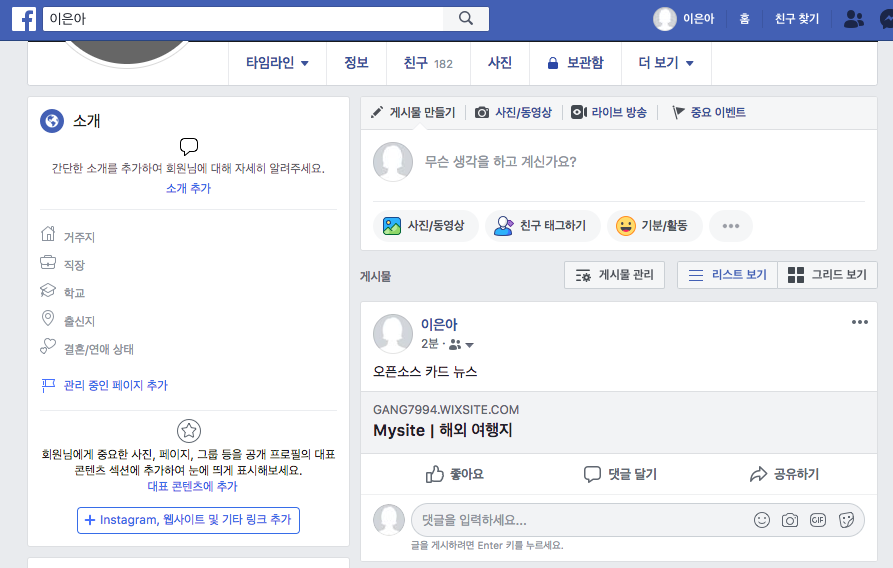 f
이은아
이은아
홈
친구 찾기
타임라인
정보
친구 182
사진
보관함
더 보기
소개
간단한 소개를 추가하여 회원님에 대해 자세히 알려주세요.
소개 추가
거주지
직장
학교
출신지
결혼/연애 상태
관리 중인 페이지 추가
회원님에게 중요한 사진, 페이지, 그룹 등을 공개 프로필의 대표
콘텐츠 섹션에 추가하여 눈에 띄게 표시해보세요.
대표 콘텐츠에 추가
+ Instagram, 웹사이트 및 기타 링크 추가
게시물 만들기
사진/동영상
라이브 방송
중요 이벤트
무슨 생각을 하고 계신가요?
사진/동영상
친구 태그하기
기분/활동
게시물
게시물 관리
리스트 보기
그리드 보기
이은아
2분 ·
오픈소스 카드 뉴스
GANG7994.WIXSITE.COM
Mysite | 해외 여행지
좋아요
댓글 달기
공유하기
댓글을 입력하세요...
GIF
글을 게시하려면 Enter 키를 누르세요.